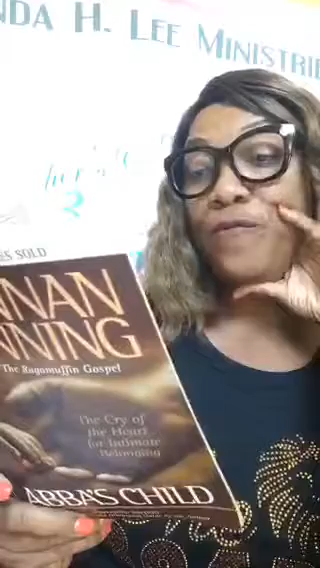 NDA H. LEE MINISTRIE
ES SOLD
NNAN
NNING
The Ragamuffin Gospel
The Cry of
the Heart
for Intimate
Belonging
ABBA'S CHILD